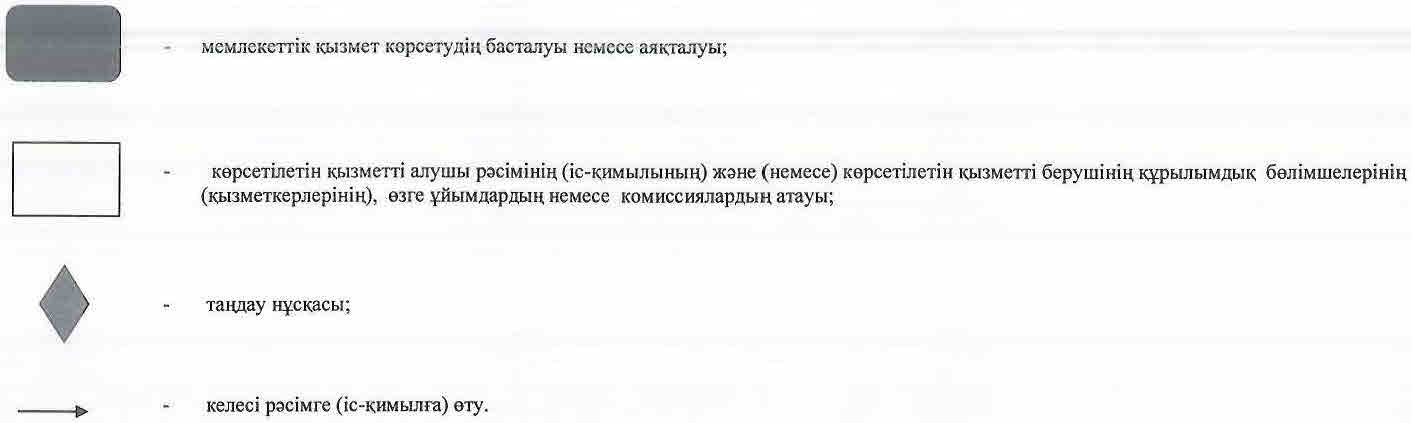 - мемлекеттік қызмет көрсетудің басталуы немесе аяқталуы;
- көрсетілетін қызметті алушы рәсімінің (іс-қимылының) және (немесе) көрсетілетін қызметті берушінің құрылымдық бөлімшелерінің
(қызметкерлерінің), өзге ұйымдардың немесе комиссиялардың атауы;
- таңдау нұсқасы;
- келесі рәсімге (іс-қимылға) өту.